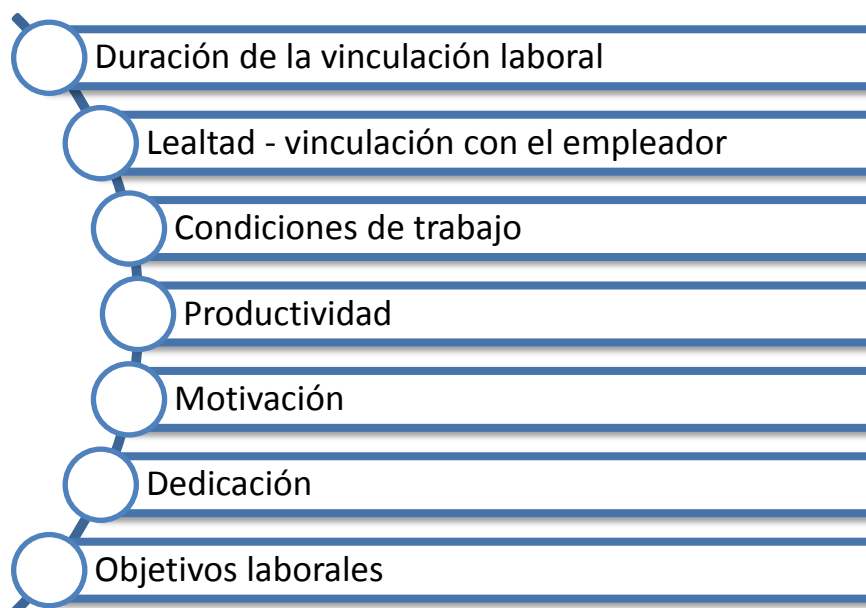 Duración de la vinculación laboral
Lealtad - vinculación con el empleador
Condiciones de trabajo
Productividad
Motivación
Dedicación
Objetivos laborales